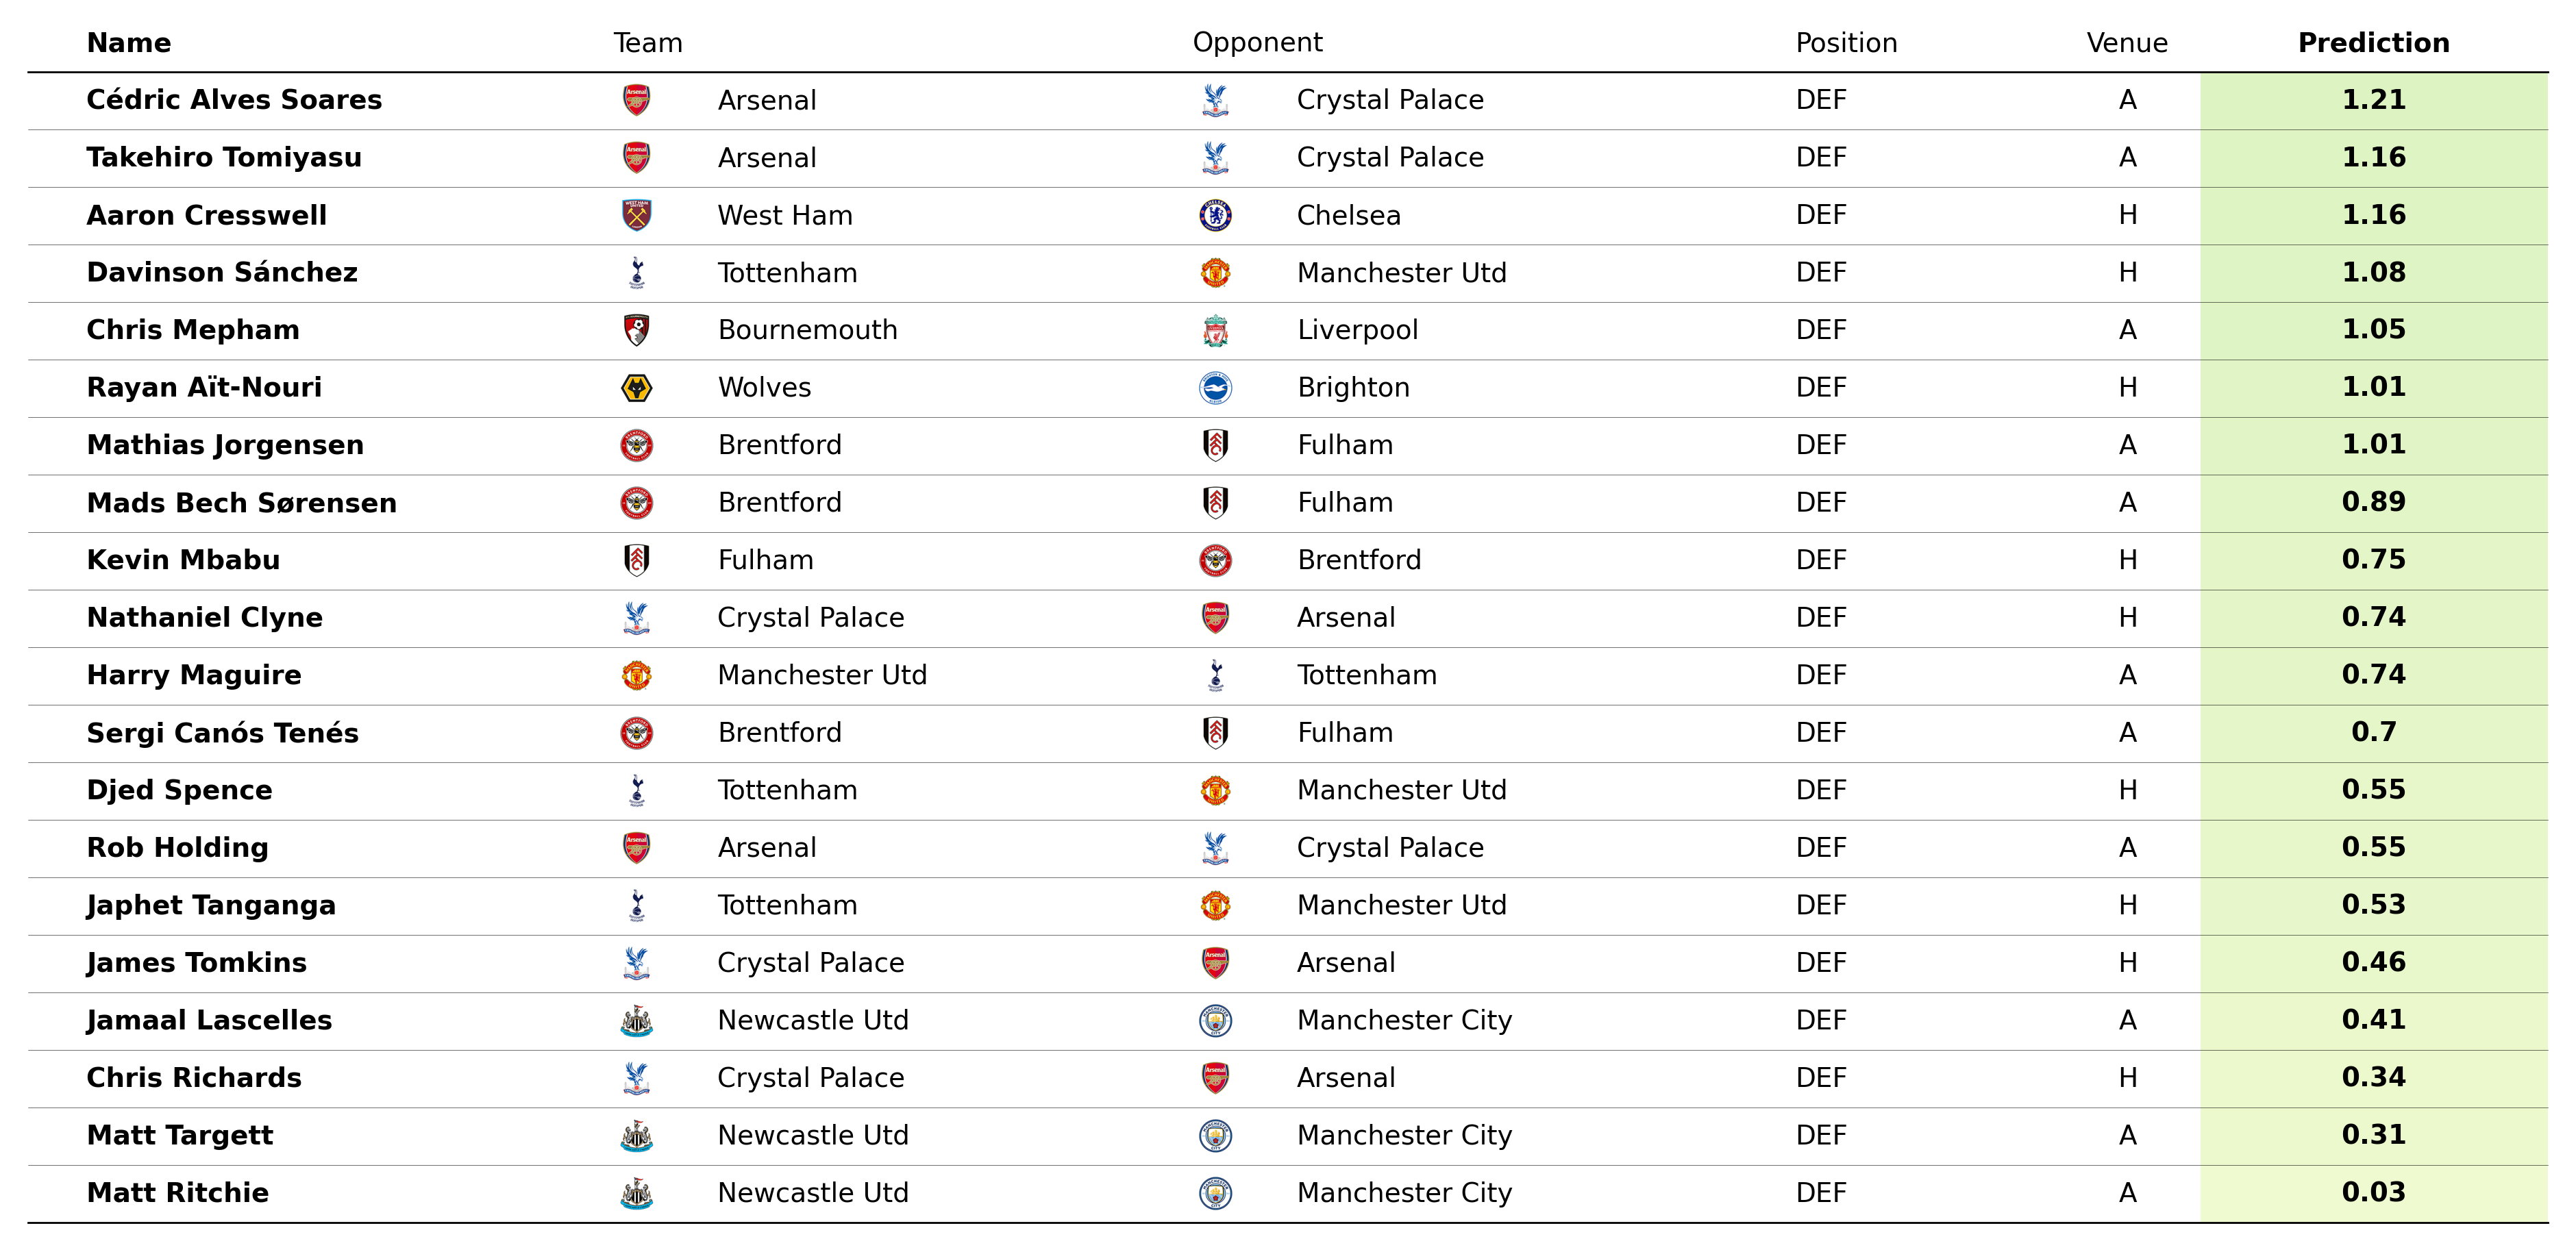 Name Team Opponent Position Venue Prediction
Cédric Alves Soares Arsenal Crystal Palace DEF A 1.21
Takehiro Tomiyasu Arsenal Crystal Palace DEF A 1.16
Aaron Cresswell West Ham Chelsea DEF H 1.16
Davinson Sánchez Tottenham Manchester Utd DEF H 1.08
Chris Mepham Bournemouth Liverpool DEF A 1.05
Rayan Aït-Nouri Wolves Brighton DEF H 1.01
Mathias Jorgensen Brentford Fulham DEF A 1.01
Mads Bech Sørensen Brentford Fulham DEF A 0.89
Kevin Mbabu Fulham Brentford DEF H 0.75
Nathaniel Clyne Crystal Palace Arsenal DEF H 0.74
Harry Maguire Manchester Utd Tottenham DEF A 0.74
Sergi Canós Tenés Brentford Fulham DEF A 0.7
Djed Spence Tottenham Manchester Utd DEF H 0.55
Rob Holding Arsenal Crystal Palace DEF A 0.55
Japhet Tanganga Tottenham Manchester Utd DEF H 0.53
James Tomkins Crystal Palace Arsenal DEF H 0.46
Jamaal Lascelles Newcastle Utd Manchester City DEF A 0.41
Chris Richards Crystal Palace Arsenal DEF H 0.34
Matt Targett Newcastle Utd Manchester City DEF A 0.31
Matt Ritchie Newcastle Utd Manchester City DEF A 0.03